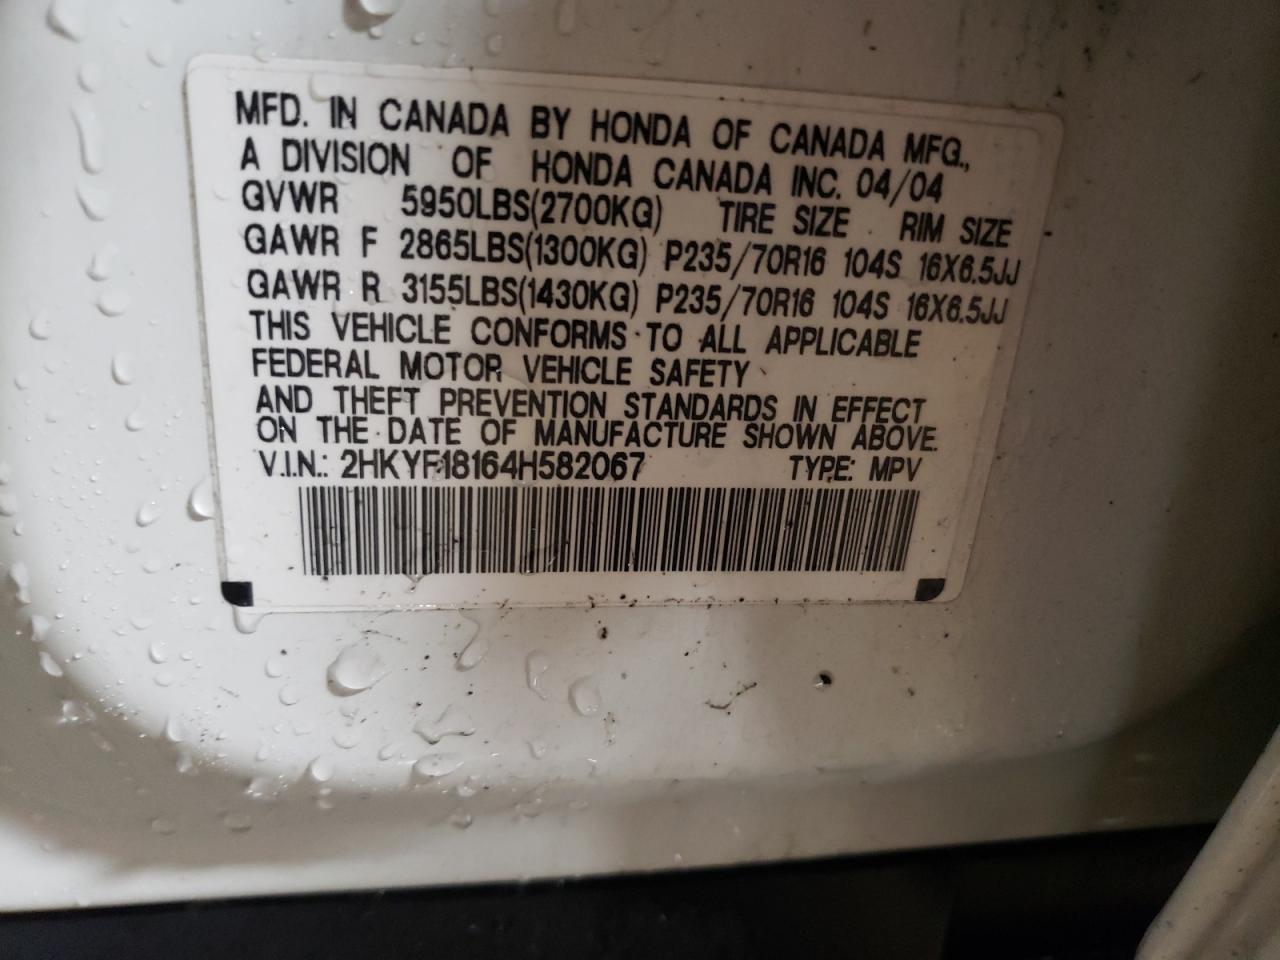 MFD. IN CANADA BY HONDA OF CANADA MFG.,
A DIVISION OF HONDA CANADA INC. 04/04
GVWR 5950LBS(2700KG) TIRE SIZE RIM SIZE
GAWR F 2865LBS(1300KG) P235/70R16 104S 16X6.5JJ
GAWR R 3155LBS(1430KG) P235/70R16 104S 16X6.5JJ
THIS VEHICLE CONFORMS TO ALL APPLICABLE
FEDERAL MOTOR VEHICLE SAFETY
AND THEFT PREVENTION STANDARDS IN EFFECT
ON THE DATE OF MANUFACTURE SHOWN ABOVE.
V.I.N.: 2HKYF18164H582067 TYPE: MPV